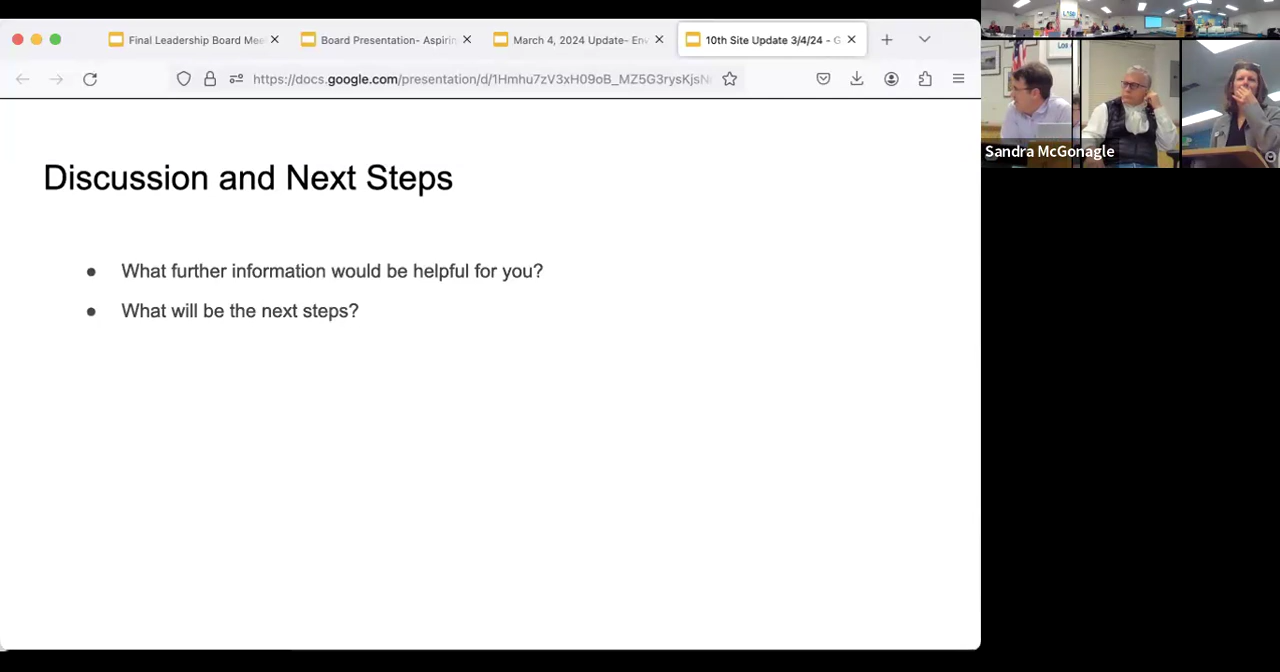 Final Leadership Board Mee
Board Presentation- Aspirin
March 4, 2024 Update- Env
10th Site Update 3/4/24 - G
https://docs.google.com/presentation/d/1Hmhu7zV3xH09oB_MZ5G3rysKjsN
Discussion and Next Steps
● What further information would be helpful for you?
● What will be the next steps?
Sandra McGonagle